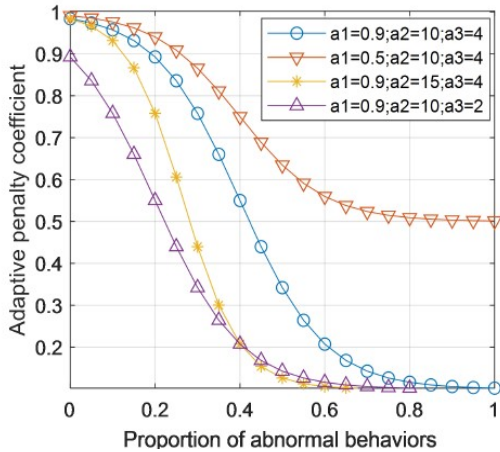 1
0.9
0.8
0.7
0.6
0.5
0.4
0.3
0.2
Adaptive penalty coefficient
a1=0.9;a2=10;a3=4
a1=0.5;a2=10;a3=4
a1=0.9;a2=15;a3=4
a1=0.9;a2=10;a3=2
0 0.2 0.4 0.6 0.8 1
Proportion of abnormal behaviors